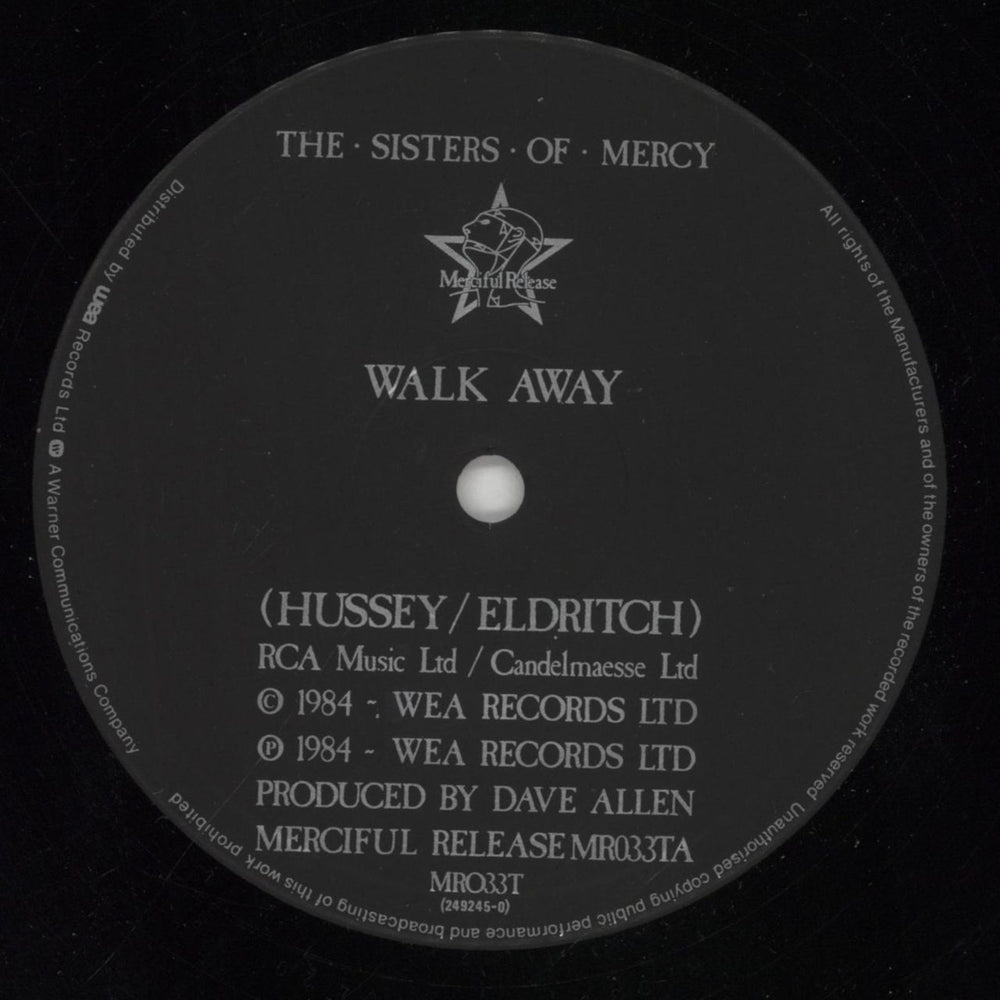 THE · SISTERS · OF · MERCY
Merciful Release
WALK AWAY
(HUSSEY/ELDRITCH)
RCA Music Ltd / Candelmaesse Ltd
© 1984 - WEA RECORDS LTD
℗ 1984 - WEA RECORDS LTD
PRODUCED BY DAVE ALLEN
MERCIFUL RELEASE MR033TA
MR033T
(249245-0)
All rights of the Manufacturers and of the owners of the recorded work reserved Unauthorised copying public performance and broadcasting of this work prohibited
Distributed by wea Records Ltd W A Warner Communications Company